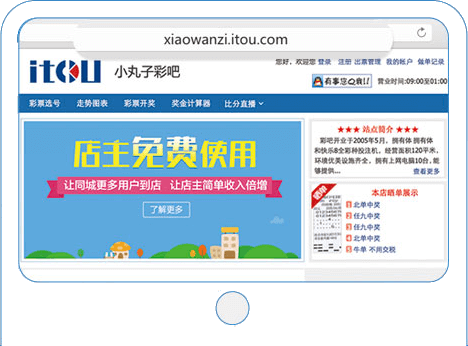 xiaowanzi.itou.com
itou 小丸子彩吧
您好，欢迎您 登录 注册 出票管理 我的账户 做单记录
有事您Q我!!
营业时间:09:00至01:00
彩票选号 走势图表 彩票开奖 奖金计算器 比分直播
店主免费使用
让同城更多用户到店 让店主简单收入倍增
了解更多
★★★ 站点简介 ★★★
彩吧开业于2005年5月，拥有体 拥有体
和快乐8全彩种投注机，经营面积120平米，
环境优美设施齐全，拥有上网电脑10台,能
够提供...
查看更多
晒单
本店晒单展示
1 北单中奖
2 任九中奖
3 任九中奖
4 北单中奖
5 牛单 不用交税